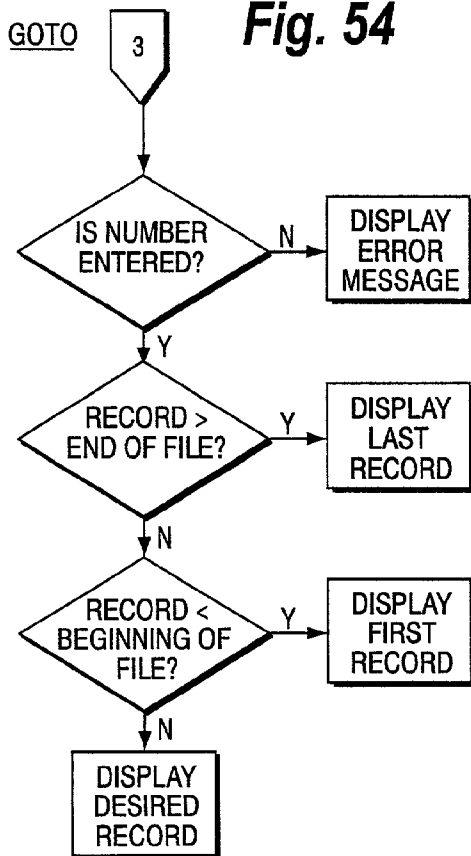 GOTO
3
Fig. 54
IS NUMBER
ENTERED?
N
DISPLAY
ERROR
MESSAGE
Y
RECORD >
END OF FILE?
Y
DISPLAY
LAST
RECORD
N
RECORD <
BEGINNING OF
FILE?
Y
DISPLAY
FIRST
RECORD
N
DISPLAY
DESIRED
RECORD